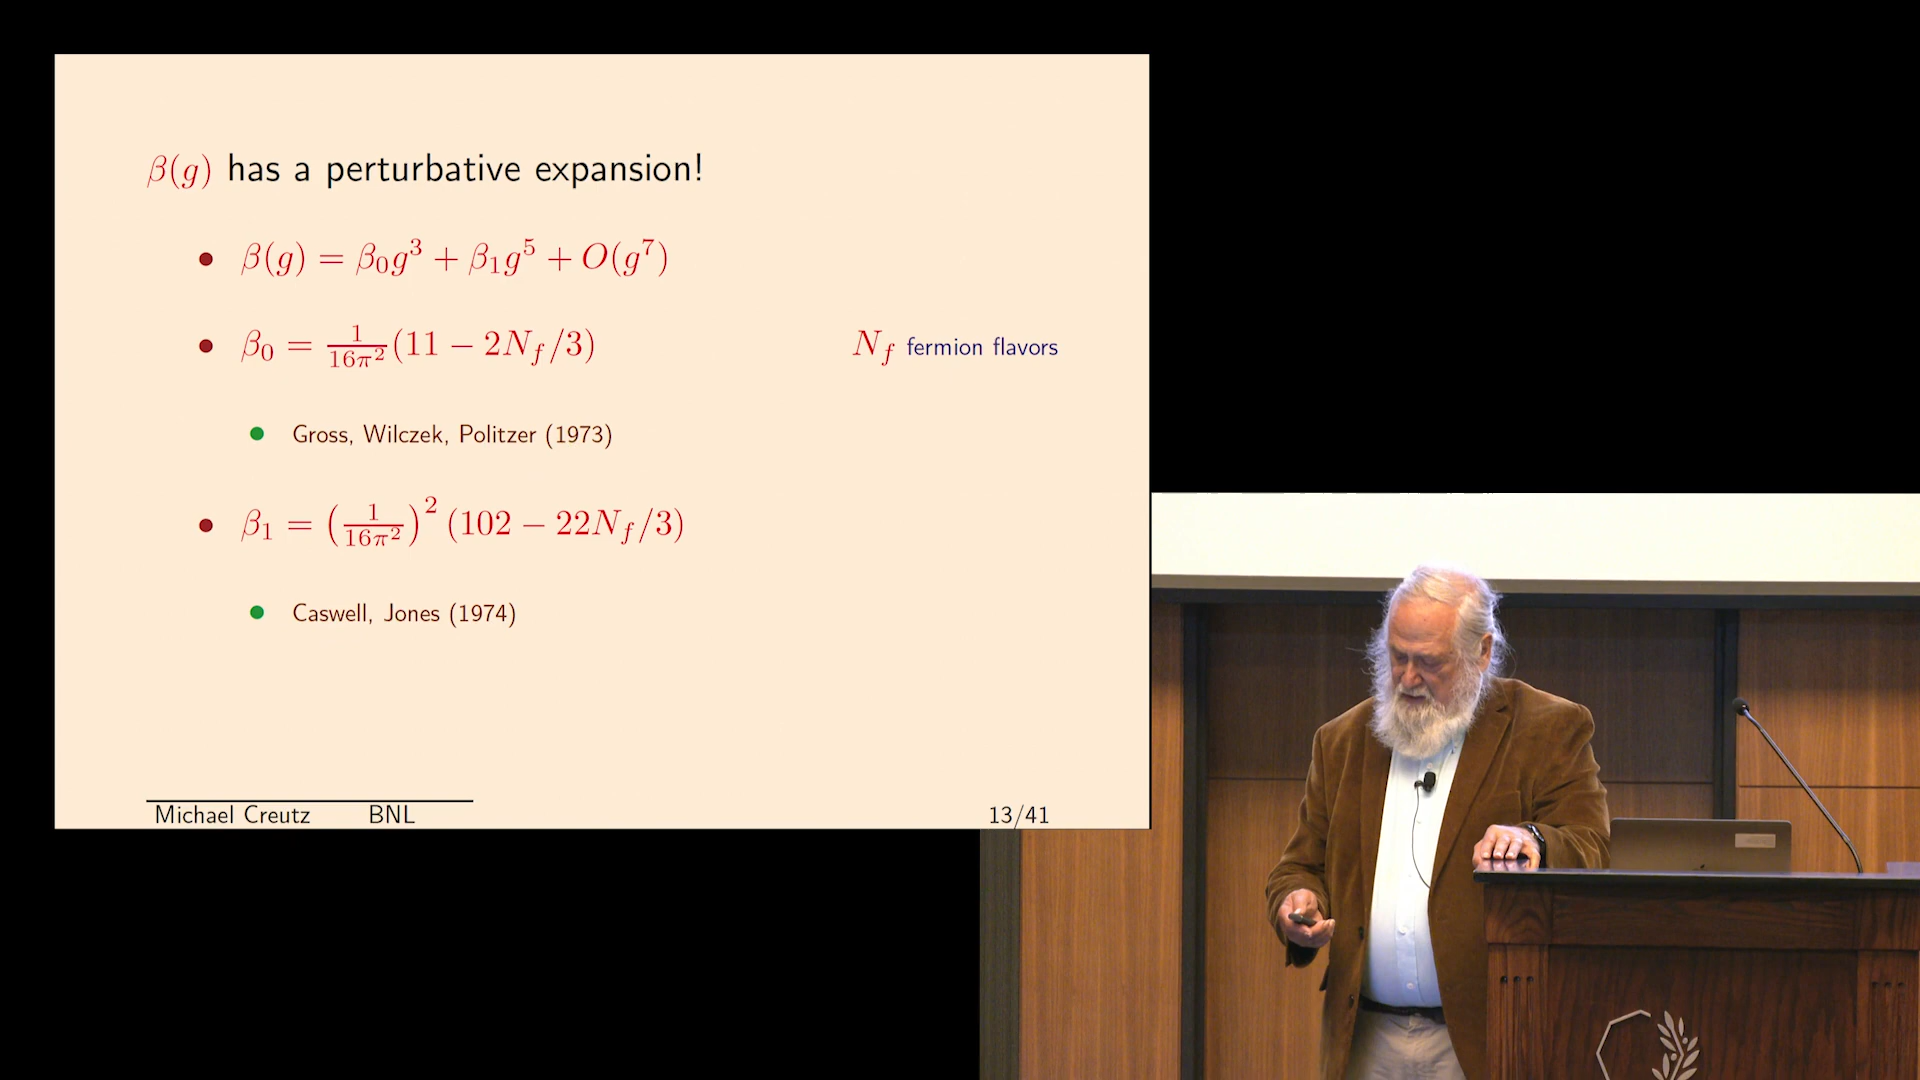 β(g) has a perturbative expansion!
• β(g) = β₀g³ + β₁g⁵ + O(g⁷)
• β₀ = 1/16π² (11 − 2N_f/3) N_f fermion flavors
• Gross, Wilczek, Politzer (1973)
• β₁ = (1/16π²)² (102 − 22N_f/3)
• Caswell, Jones (1974)
Michael Creutz BNL 13/41